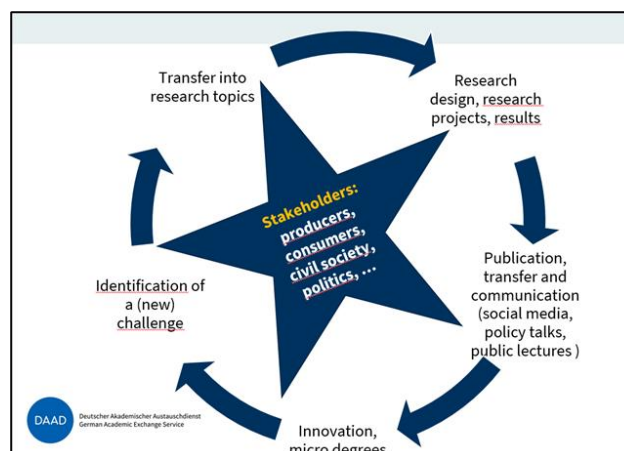 Transfer into
research topics
Research
design, research
projects, results
Stakeholders:
producers,
consumers,
civil society,
politics, ...
Publication,
transfer and
communication
(social media,
policy talks,
public lectures )
Identification of
a (new)
challenge
Innovation,
micro degrees
DAAD
Deutscher Akademischer Austauschdienst
German Academic Exchange Service